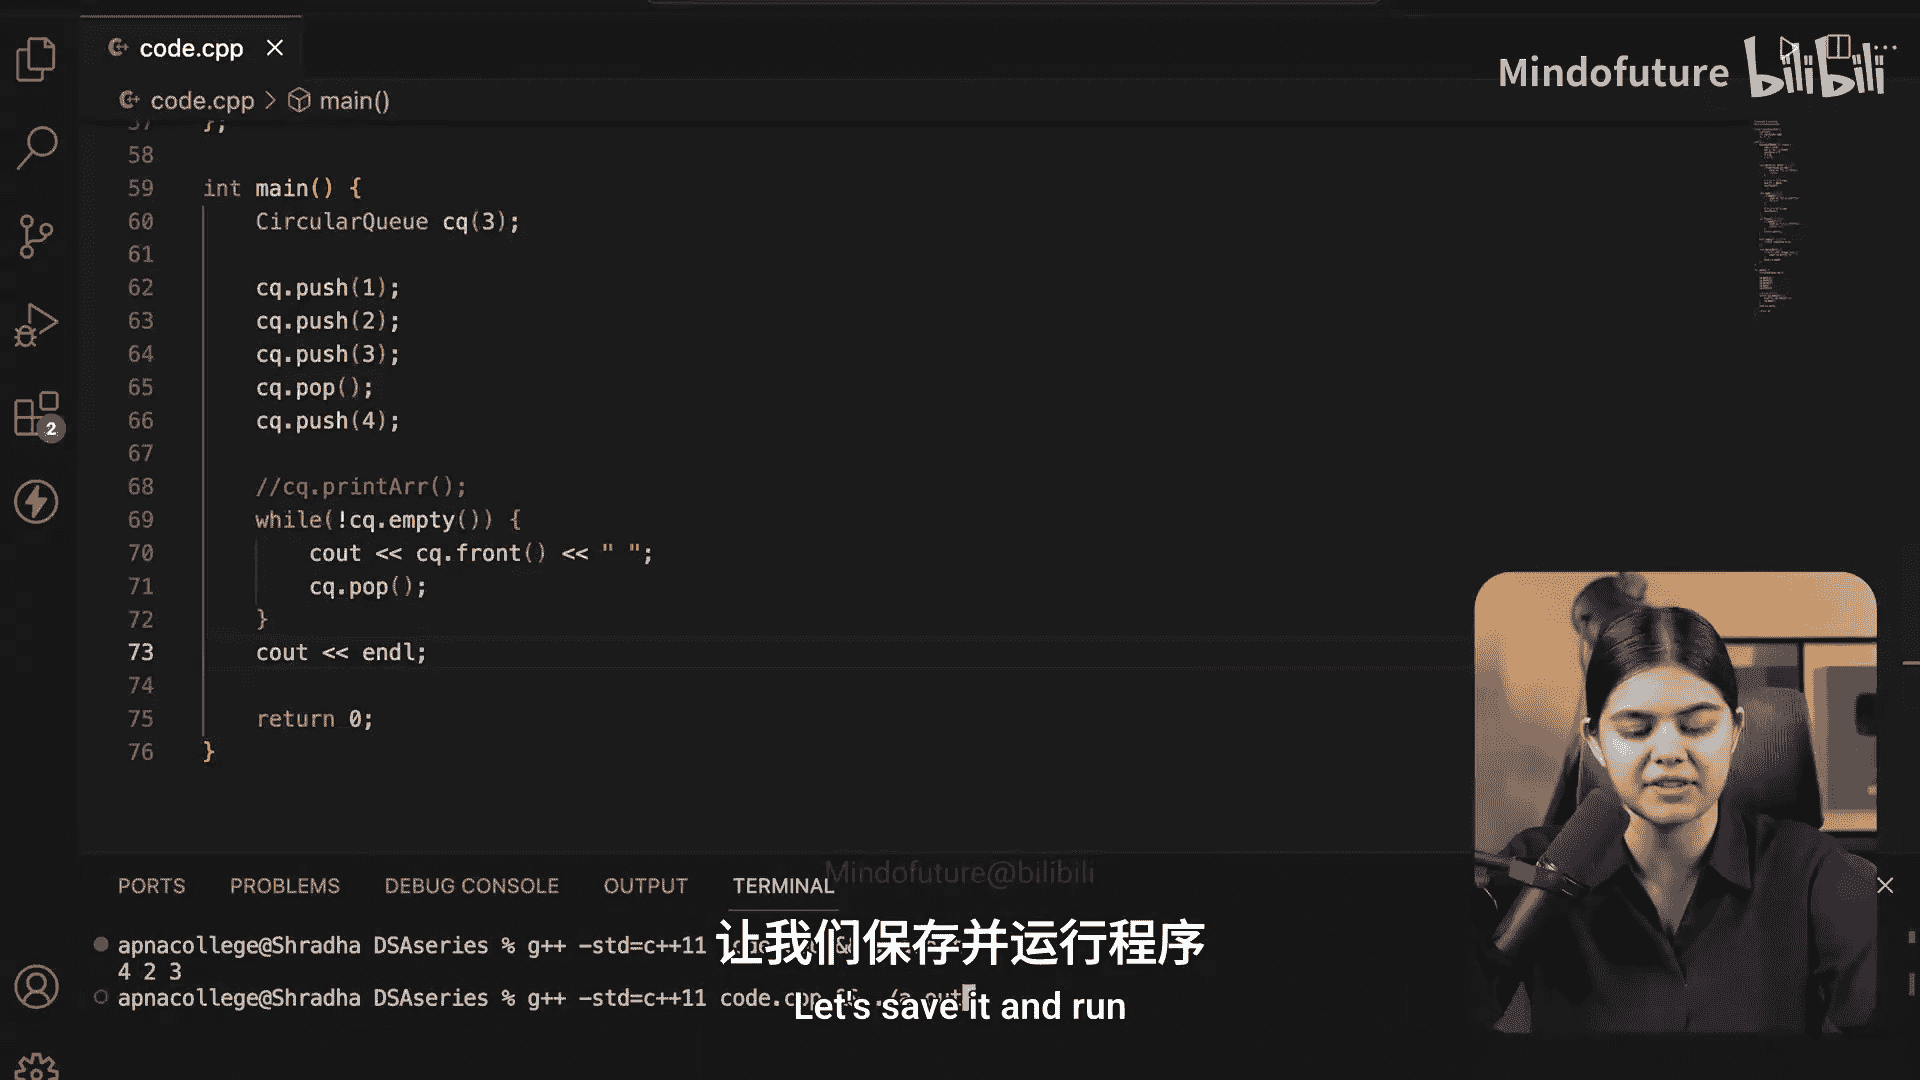 code.cpp
Mindofuture bilibili
code.cpp > main()
57 };
58
59 int main() {
60 CircularQueue cq(3);
61
62 cq.push(1);
63 cq.push(2);
64 cq.push(3);
65 cq.pop();
66 cq.push(4);
67
68 //cq.printArr();
69 while(!cq.empty()) {
70 cout << cq.front() << " ";
71 cq.pop();
72 }
73 cout << endl;
74
75 return 0;
76 }
2
Mindofuture@bilibili
PORTS PROBLEMS DEBUG CONSOLE OUTPUT TERMINAL
apnacollege@Shradha DSAseries % g++ -std=c++11
4 2 3
apnacollege@Shradha DSAseries % g++ -std=c++11 code.cpp
让我们保存并运行程序
Let's save it and run